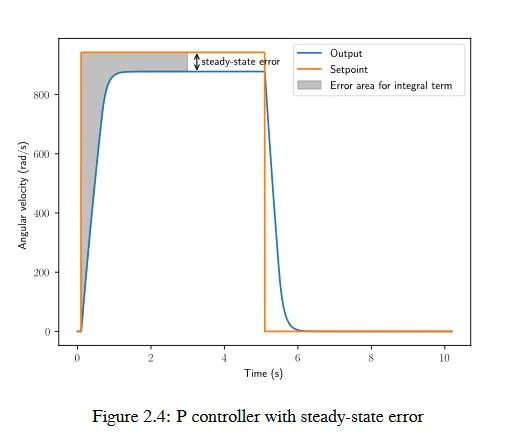 steady-state error
Output
Setpoint
Error area for integral term
800
600
400
200
0
Angular velocity (rad/s)
0 2 4 6 8 10
Time (s)
Figure 2.4: P controller with steady-state error